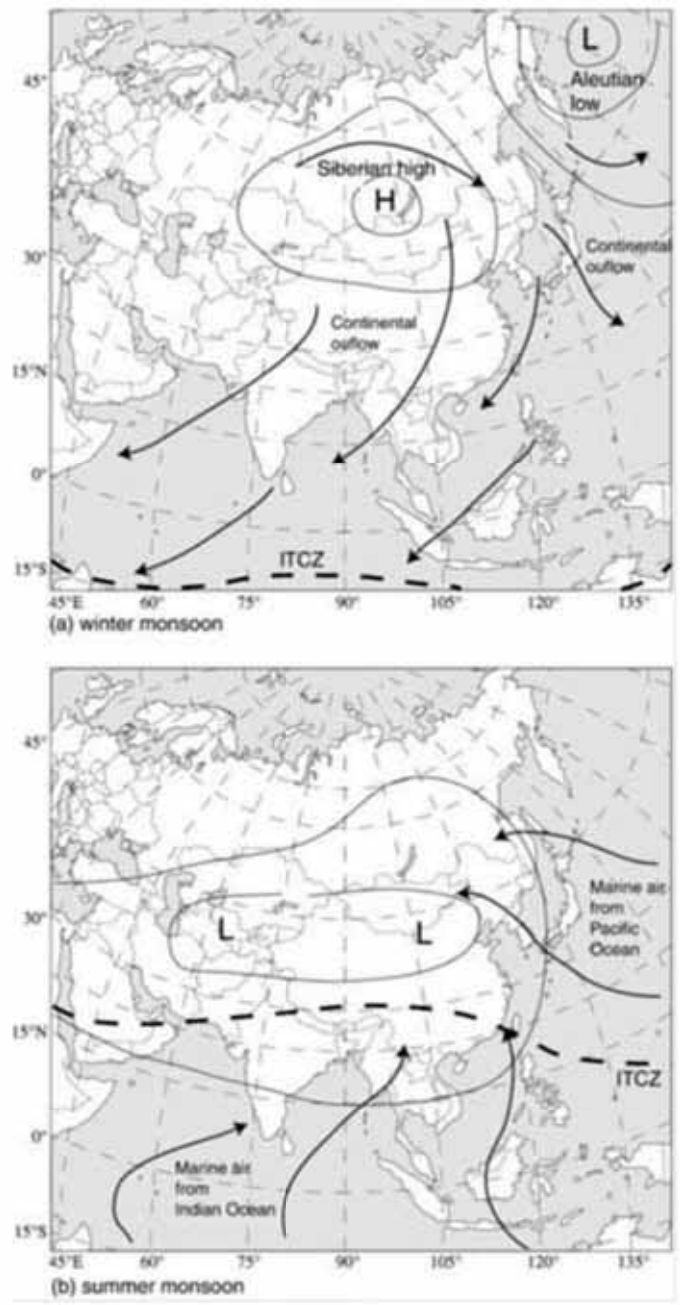 L
Aleutian
low
45°
Siberian high
H
Continental
ouflow
30°
Continental
ouflow
15°N
0°
ITCZ
15°S
45°E 60° 75° 90° 105° 120° 135°
(a) winter monsoon
45°
Marine air
from
Pacific
Ocean
30°
L L
15°N
ITCZ
0°
Marine air
from
Indian Ocean
15°S
45°E 60° 75° 90° 105° 120° 135°
(b) summer monsoon